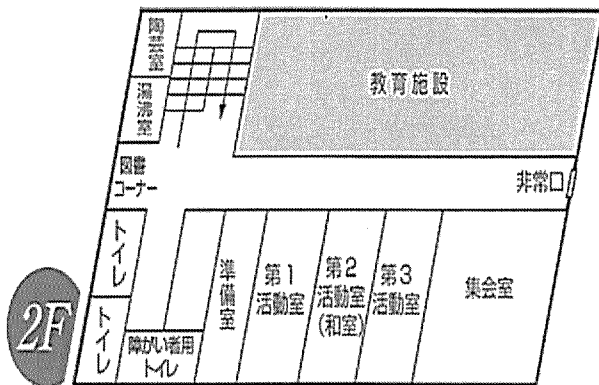 陶芸室
湯沸室
教育施設
図書
コーナー
非常口
トイレ
トイレ
障がい者用
トイレ
準備室
第1
活動室
第2
活動室
(和室)
第3
活動室
集会室
2F